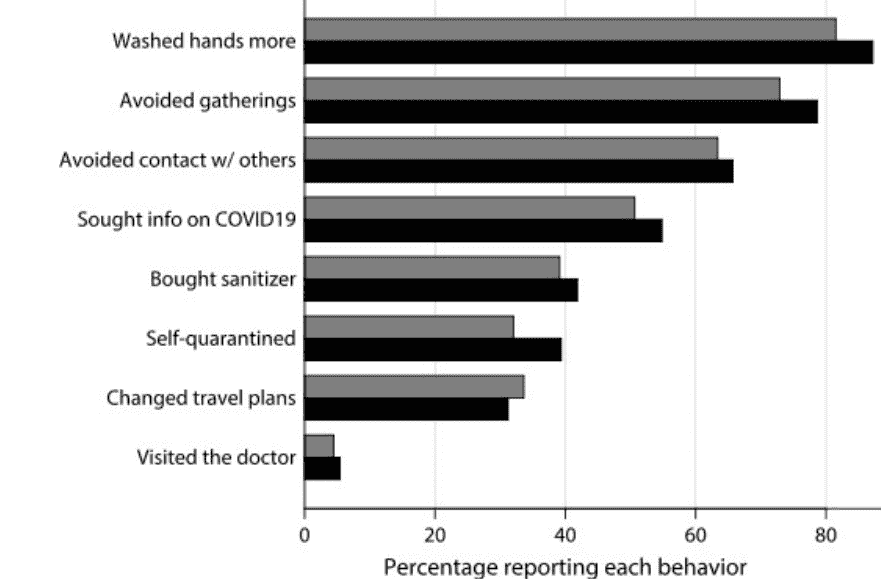 Washed hands more
Avoided gatherings
Avoided contact w/ others
Sought info on COVID19
Bought sanitizer
Self-quarantined
Changed travel plans
Visited the doctor
0 20 40 60 80
Percentage reporting each behavior